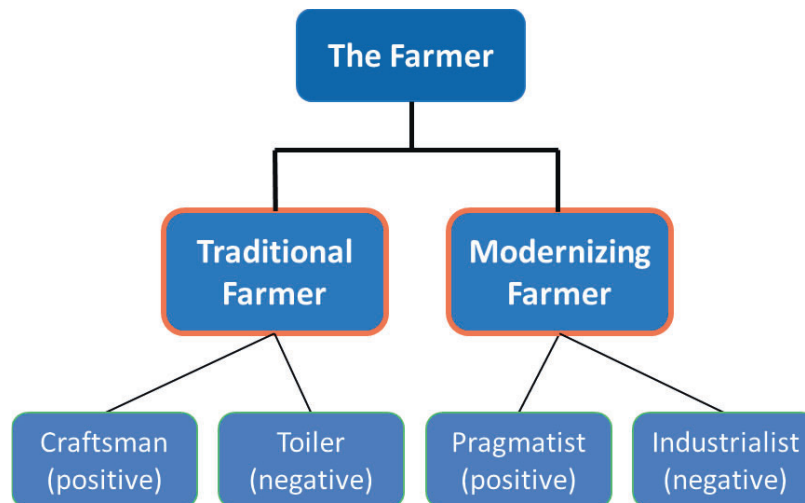 The Farmer
Traditional
Farmer
Modernizing
Farmer
Craftsman
(positive)
Toiler
(negative)
Pragmatist
(positive)
Industrialist
(negative)